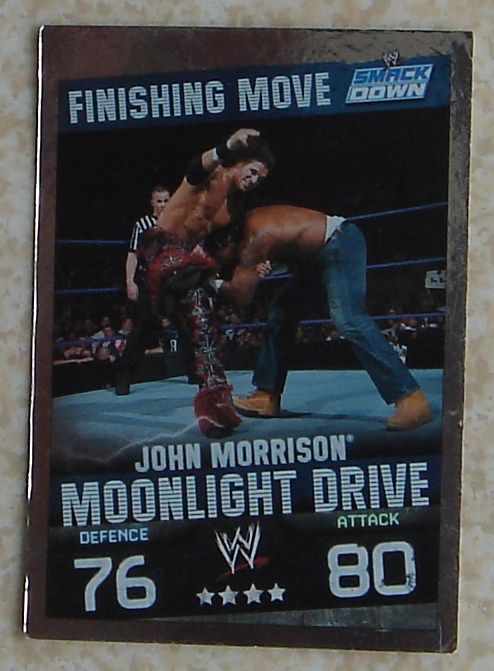 SMACK
DOWN
FINISHING MOVE
JOHN MORRISON®
MOONLIGHT DRIVE
DEFENCE
76
W
ATTACK
80